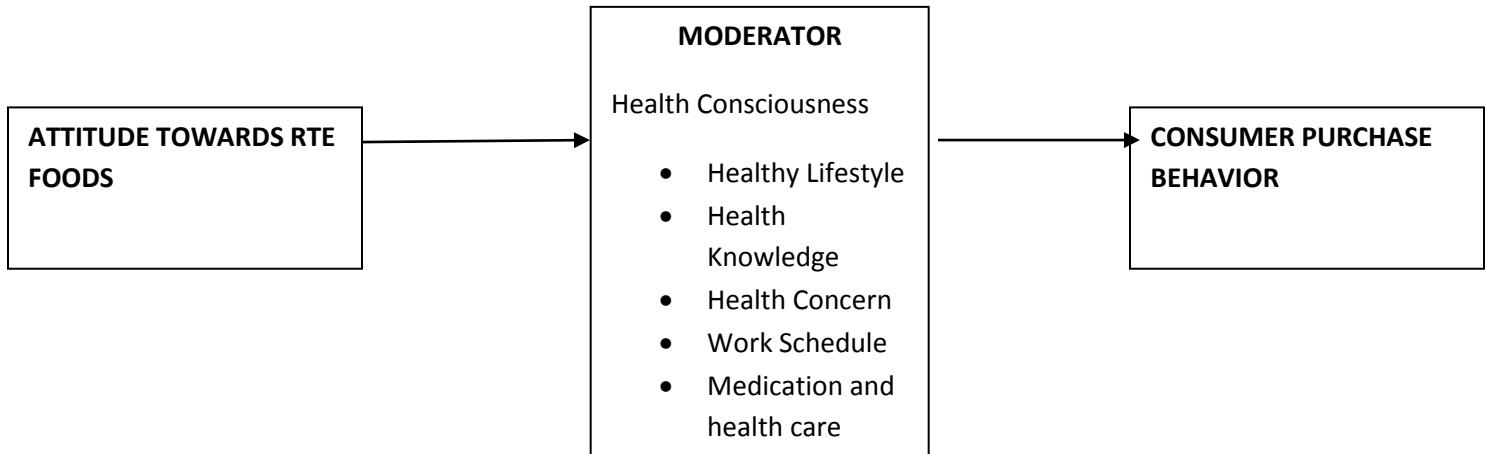 MODERATOR
Health Consciousness
ATTITUDE TOWARDS RTE
FOODS
• Healthy Lifestyle
• Health
Knowledge
• Health Concern
• Work Schedule
• Medication and
health care
CONSUMER PURCHASE
BEHAVIOR